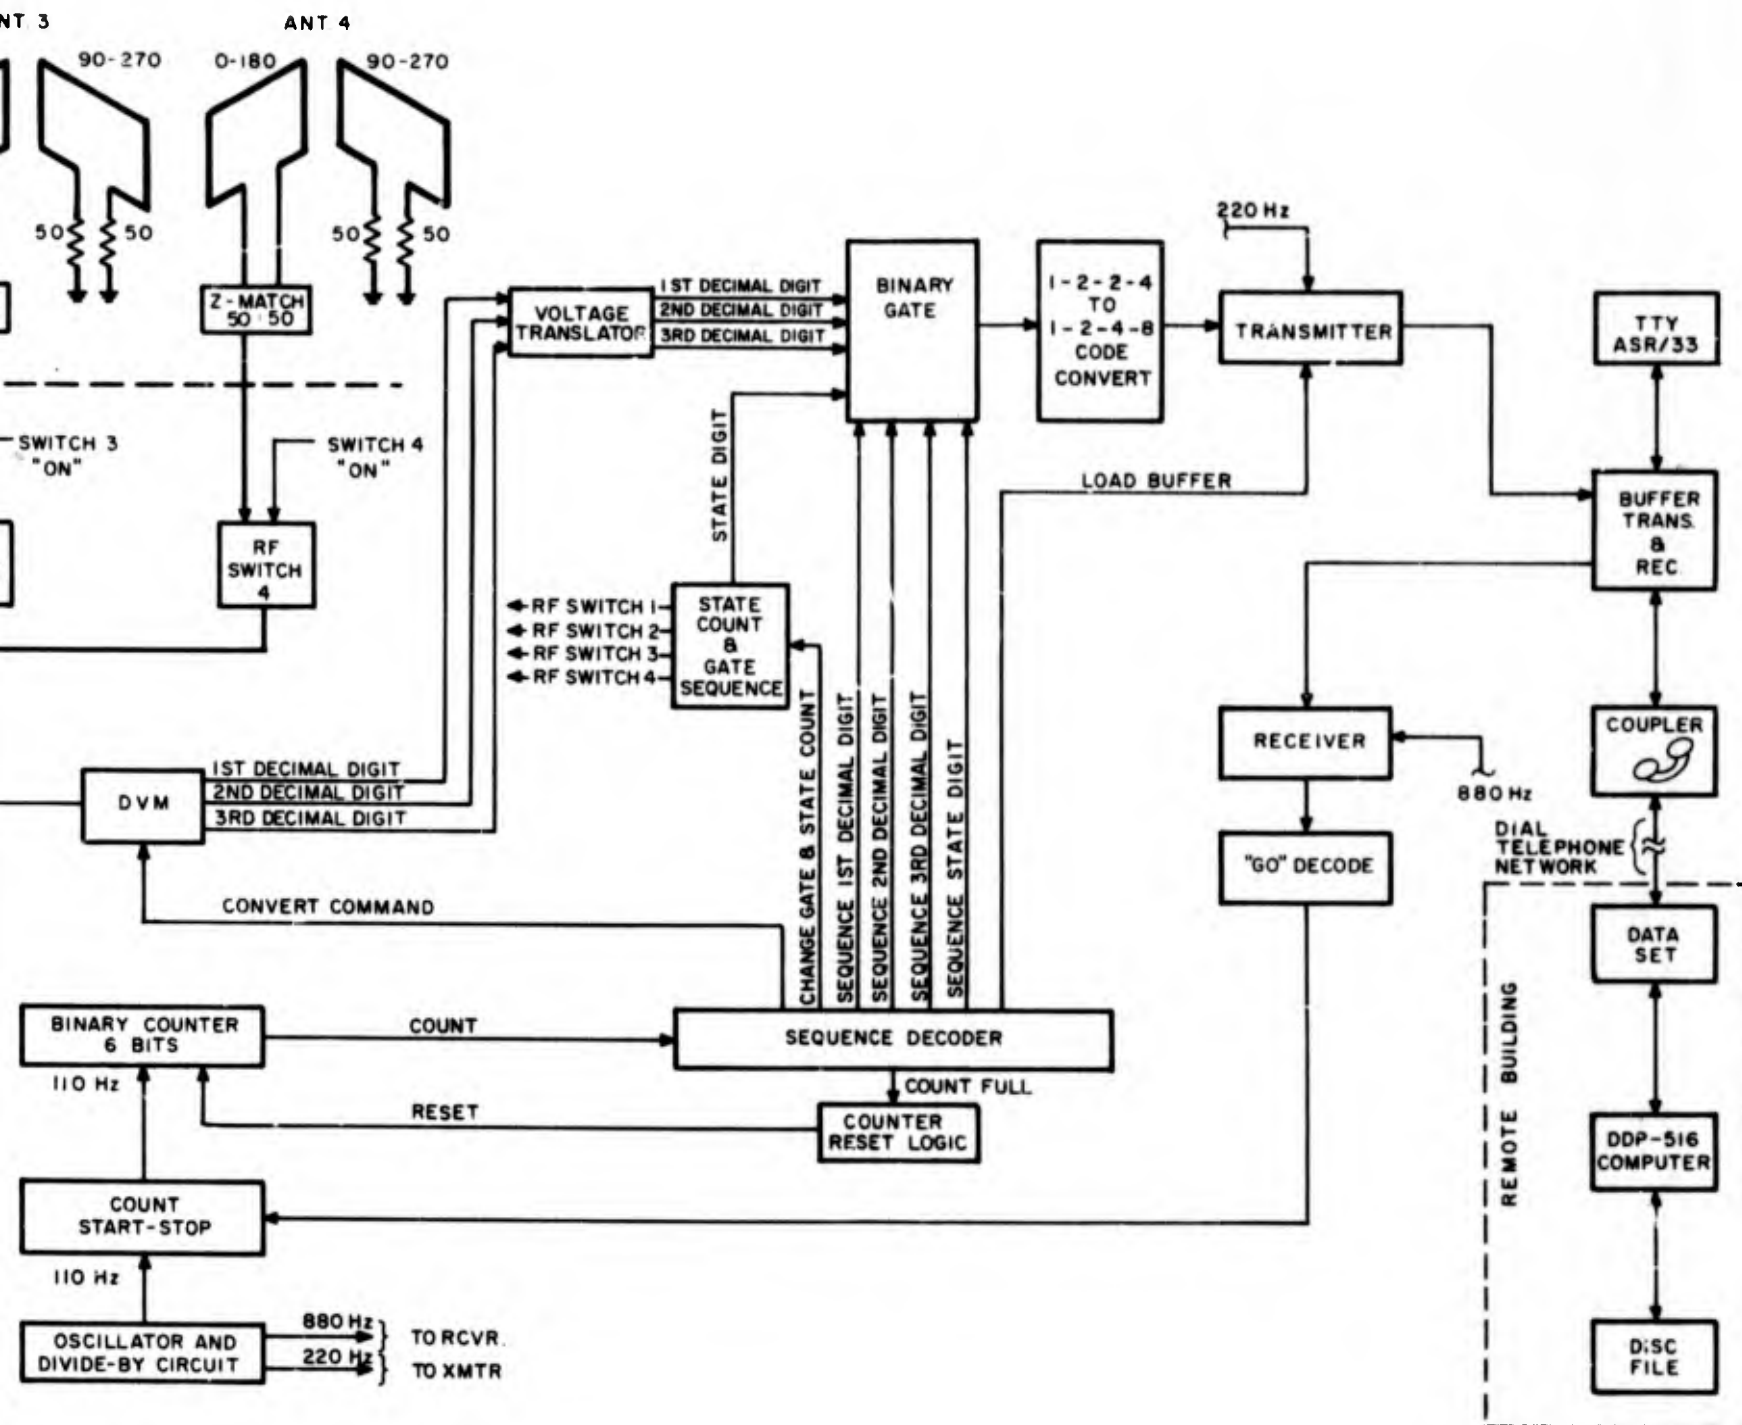 NT 3
ANT 4
90-270
0-180
90-270
50
50
50
50
Z-MATCH
50 : 50
SWITCH 3
"ON"
SWITCH 4
"ON"
RF
SWITCH
4
VOLTAGE
TRANSLATOR
1ST DECIMAL DIGIT
2ND DECIMAL DIGIT
3RD DECIMAL DIGIT
BINARY
GATE
1-2-2-4
TO
1-2-4-8
CODE
CONVERT
220 Hz
TRANSMITTER
TTY
ASR/33
STATE DIGIT
LOAD BUFFER
BUFFER
TRANS.
&
REC.
RF SWITCH 1
RF SWITCH 2
RF SWITCH 3
RF SWITCH 4
STATE
COUNT
&
GATE
SEQUENCE
CHANGE GATE & STATE COUNT
SEQUENCE 1ST DECIMAL DIGIT
SEQUENCE 2ND DECIMAL DIGIT
SEQUENCE 3RD DECIMAL DIGIT
SEQUENCE STATE DIGIT
RECEIVER
880 Hz
COUPLER
DVM
1ST DECIMAL DIGIT
2ND DECIMAL DIGIT
3RD DECIMAL DIGIT
"GO" DECODE
DIAL
TELEPHONE
NETWORK
CONVERT COMMAND
DATA
SET
BINARY COUNTER
6 BITS
COUNT
SEQUENCE DECODER
110 Hz
COUNT FULL
RESET
COUNTER
RESET LOGIC
REMOTE BUILDING
DDP-516
COMPUTER
COUNT
START-STOP
110 Hz
OSCILLATOR AND
DIVIDE-BY CIRCUIT
880 Hz
TO RCVR.
220 Hz
TO XMTR
DISC
FILE